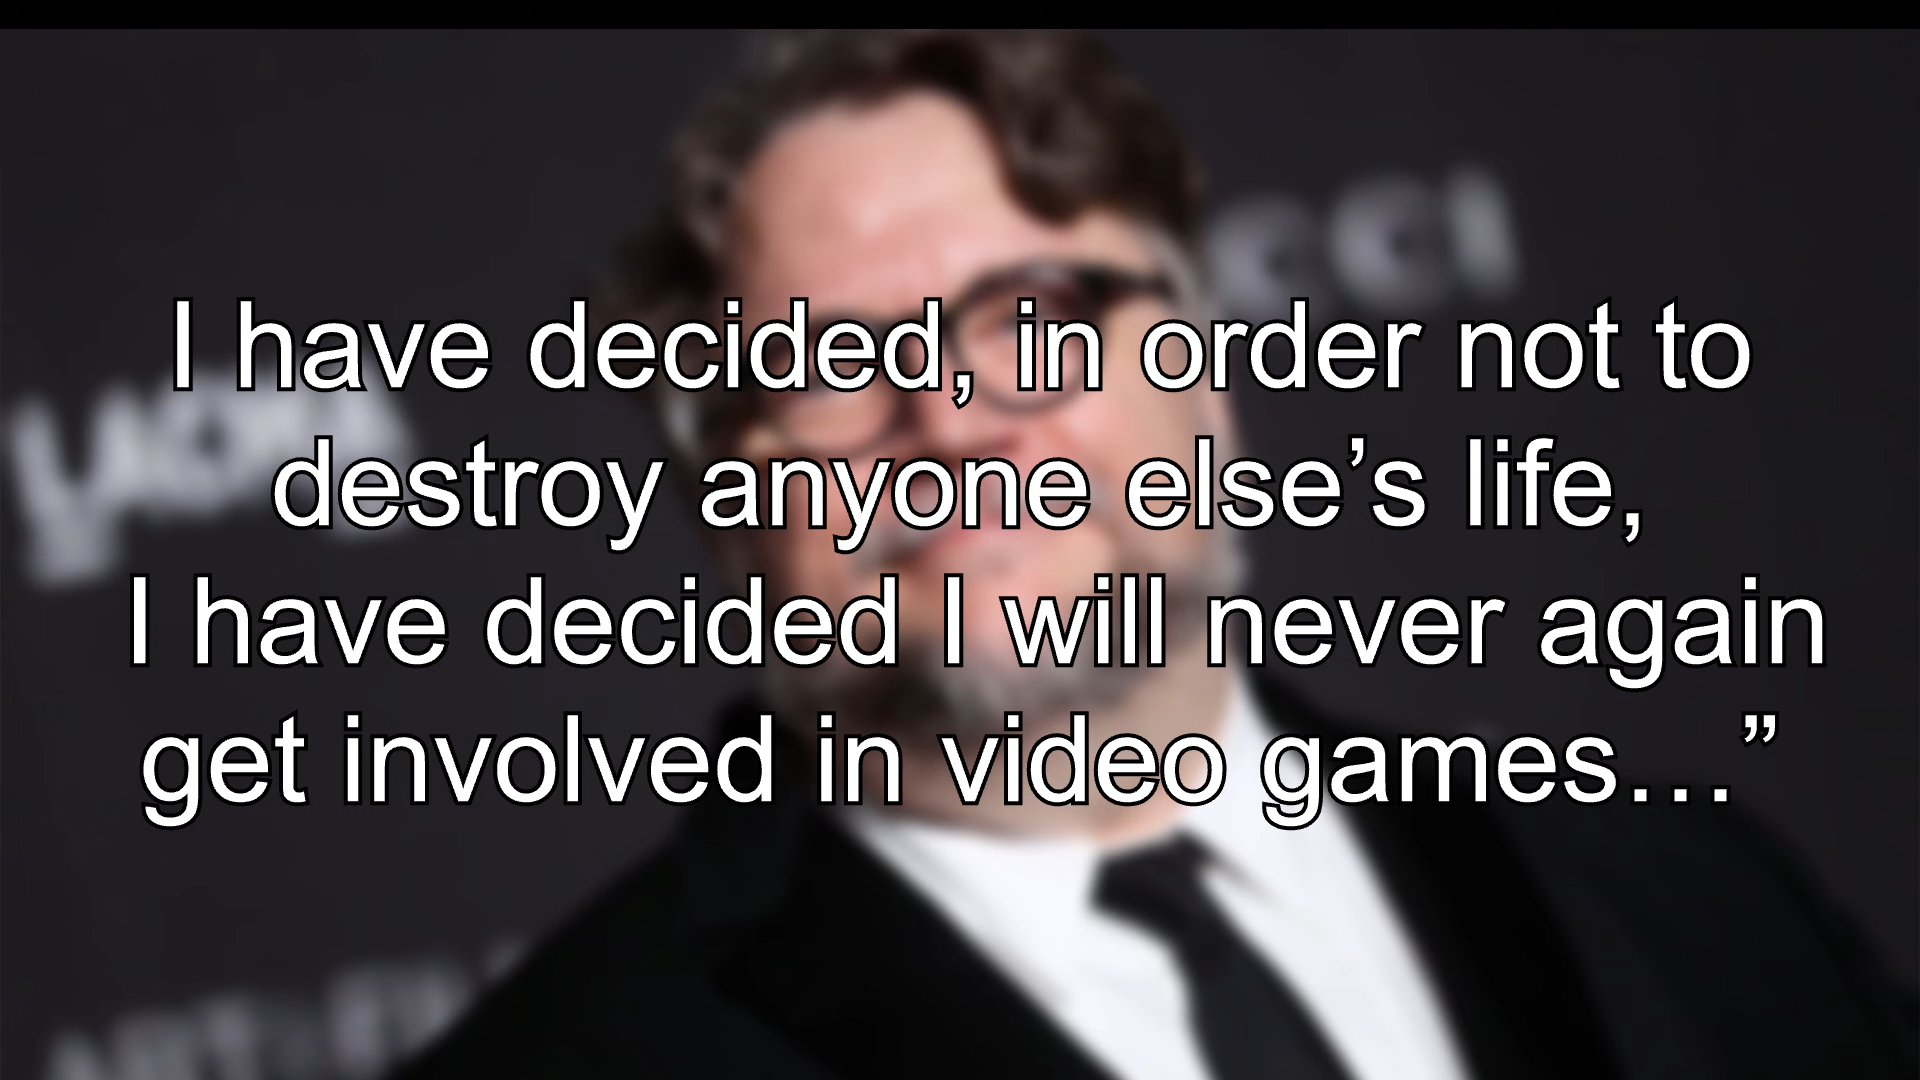 I have decided, in order not to
destroy anyone else’s life,
I have decided I will never again
get involved in video games…”